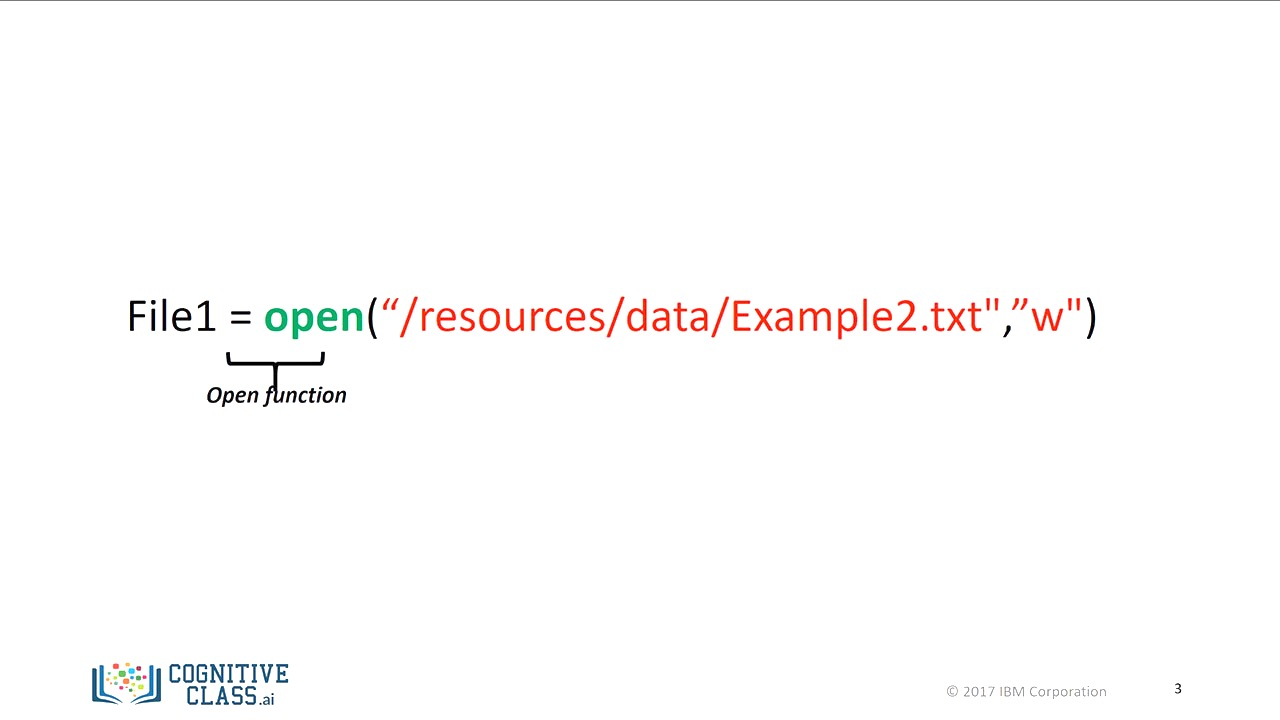 File1 = open(“/resources/data/Example2.txt",”w")
Open function
COGNITIVE
CLASS.ai
© 2017 IBM Corporation
3